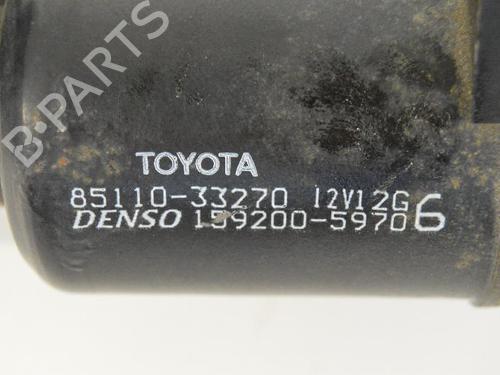 B-PARTS
TOYOTA
85110-33270 12V12G
DENSO 159200-5970 6